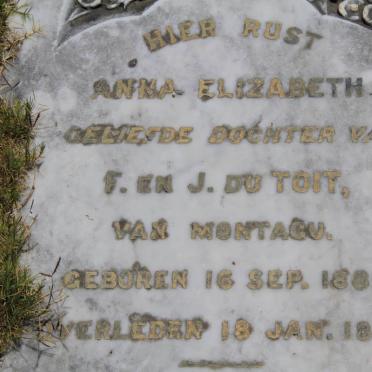 HIER RUST
ANNA ELIZABETH
GELIEFDE DOCHTER VA
F. EN J. DU TOIT,
VAN MONTAGU.
GEBOREN 16 SEP. 188
OVERLEDEN 18 JAN. 18